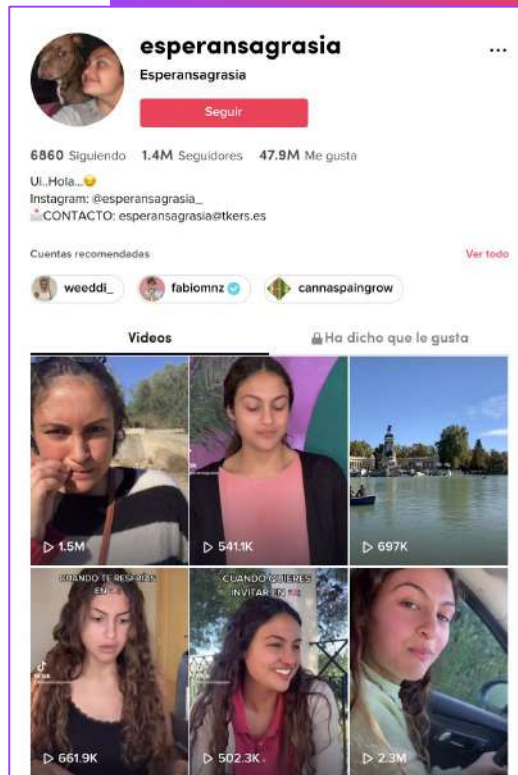 esperansagrasia
...
Esperansagrasia
Seguir
6860 Siguiendo 1.4M Seguidores 47.9M Me gusta
Ui..Hola...😉
Instagram: @esperansagrasia_
📩CONTACTO: esperansagrasia@tkers.es
Cuentas recomendadas Ver todo
weeddi_ fabiomnz cannaspaingrow
Videos Ha dicho que le gusta
1.5M 541.1K 697K
CUANDO TE RESFRIAS
EN
CUANDO QUIERES
INVITAR EN
661.9K 502.3K 2.3M